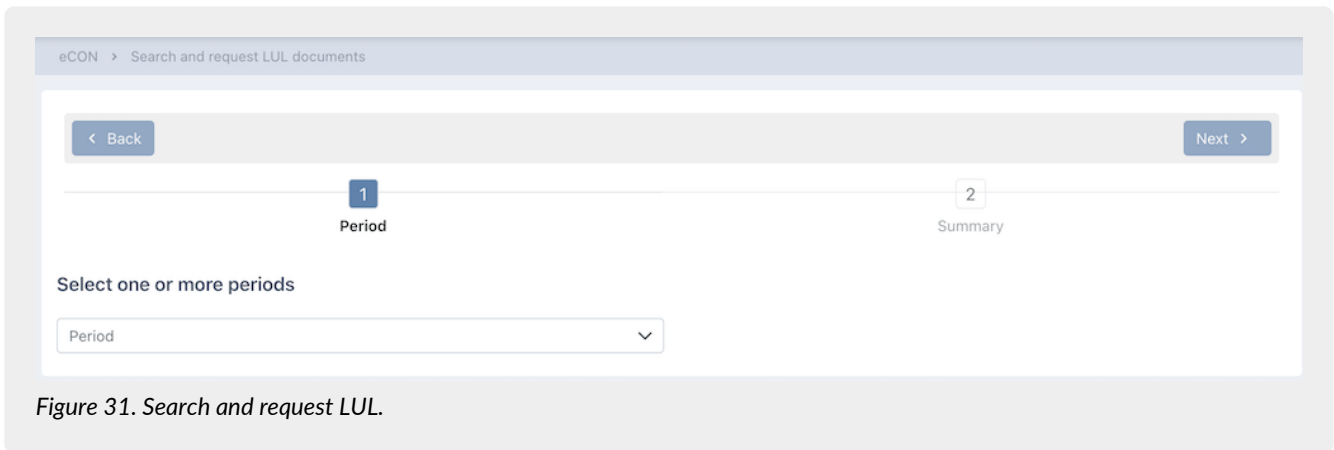 eCON > Search and request LUL documents
< Back
Next >
1
2
Period
Summary
Select one or more periods
Period
Figure 31. Search and request LUL.